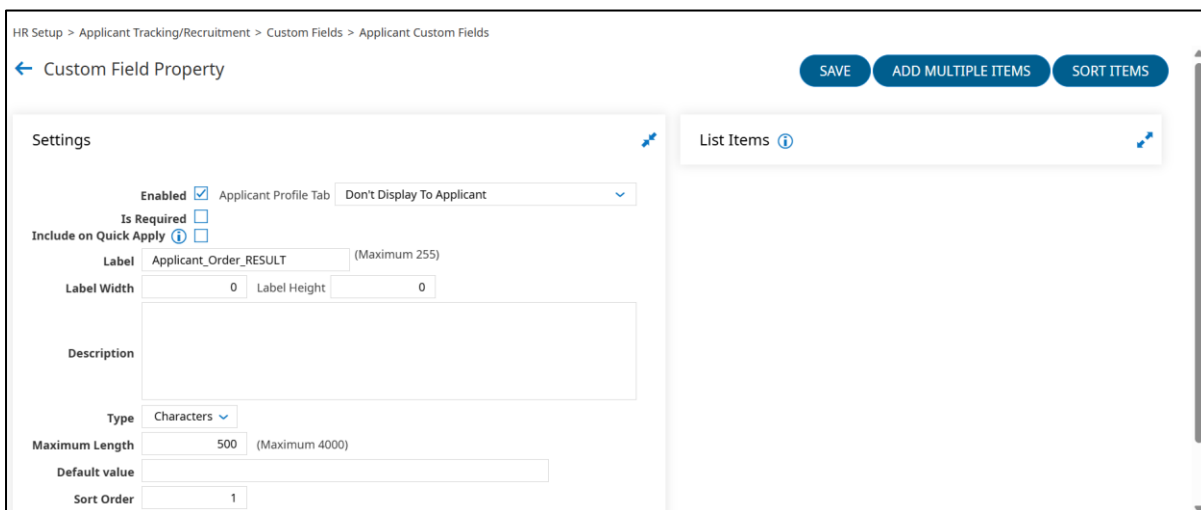 HR Setup > Applicant Tracking/Recruitment > Custom Fields > Applicant Custom Fields
Custom Field Property
SAVE ADD MULTIPLE ITEMS SORT ITEMS
Settings
Enabled Applicant Profile Tab Don't Display To Applicant
Is Required
Include on Quick Apply
Label Applicant_Order_RESULT (Maximum 255)
Label Width 0 Label Height 0
Description
Type Characters
Maximum Length 500 (Maximum 4000)
Default value
Sort Order 1
List Items